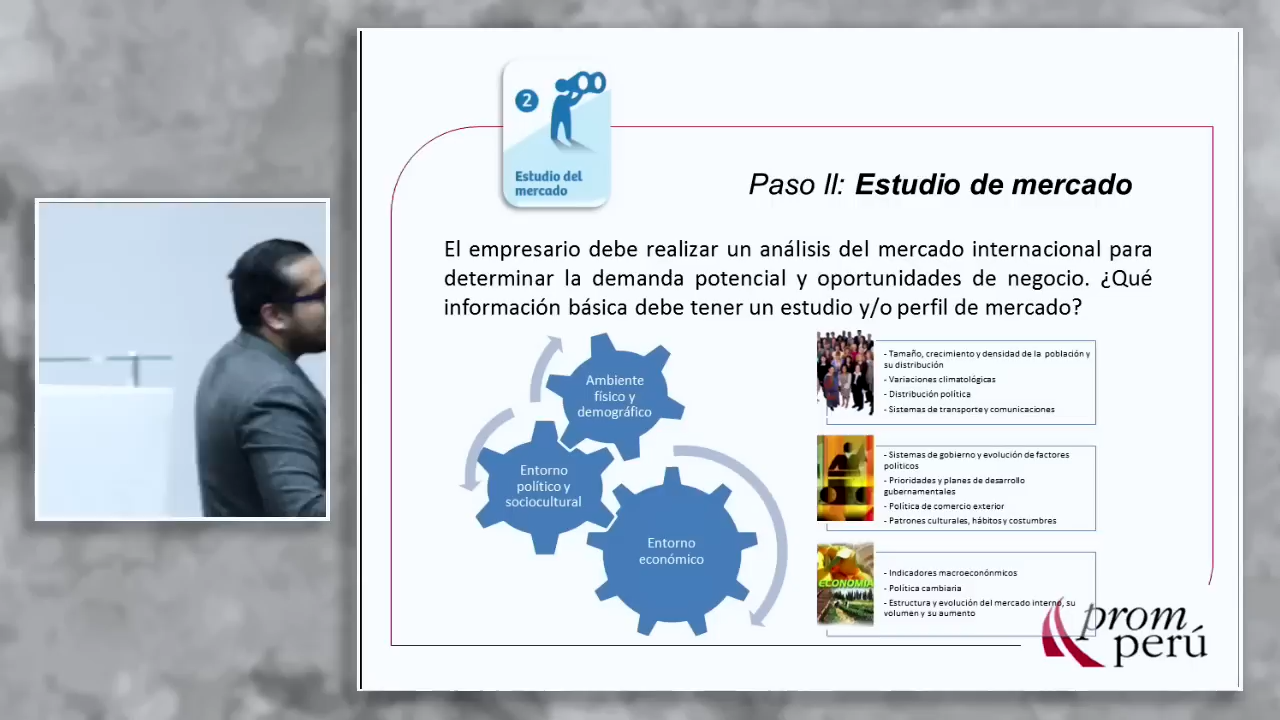 2
Estudio del
mercado
Paso II: Estudio de mercado
El empresario debe realizar un análisis del mercado internacional para
determinar la demanda potencial y oportunidades de negocio. ¿Qué
información básica debe tener un estudio y/o perfil de mercado?
Ambiente
físico y
demográfico
Entorno
político y
sociocultural
Entorno
económico
- Tamaño, crecimiento y densidad de la población y
su distribución
- Variaciones climatológicas
- Distribución política
- Sistemas de transporte y comunicaciones
- Sistemas de gobierno y evolución de factores
políticos
- Prioridades y planes de desarrollo
gubernamentales
- Política de comercio exterior
- Patrones culturales, hábitos y costumbres
ECONOMIA
- Indicadores macroeconónmicos
- Política cambiaria
- Estructura y evolución del mercado interno, su
volumen y su aumento
prom
perú